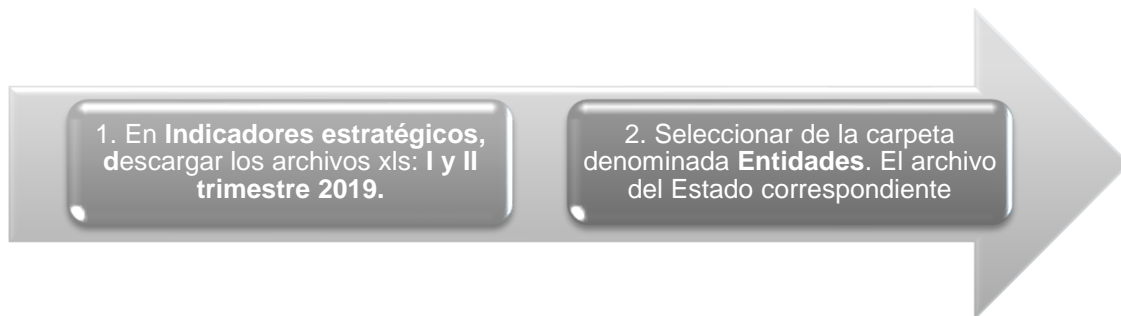 1. En Indicadores estratégicos,
descargar los archivos xls: I y II
trimestre 2019.
2. Seleccionar de la carpeta
denominada Entidades. El archivo
del Estado correspondiente